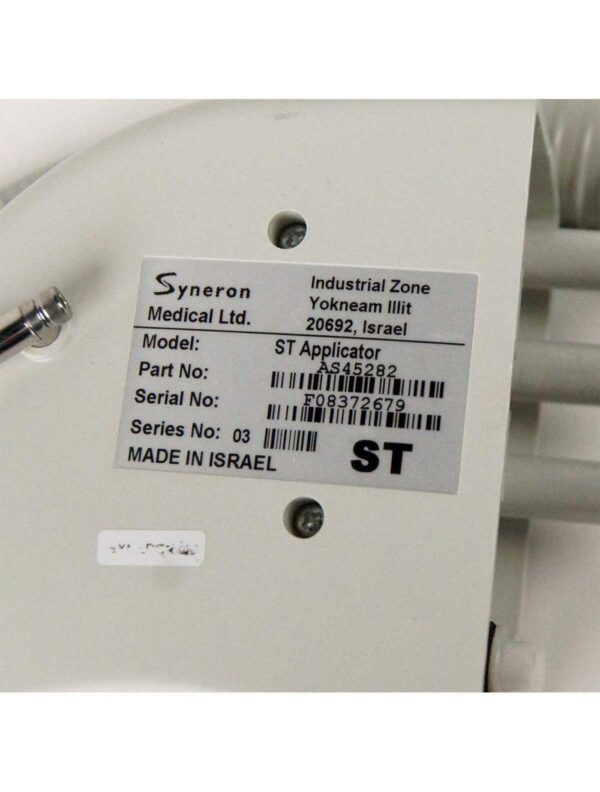 Syneron
Medical Ltd.
Industrial Zone
Yokneam Illit
20692, Israel
Model: ST Applicator
Part No: AS45282
Serial No: F08372679
Series No: 03
MADE IN ISRAEL
ST